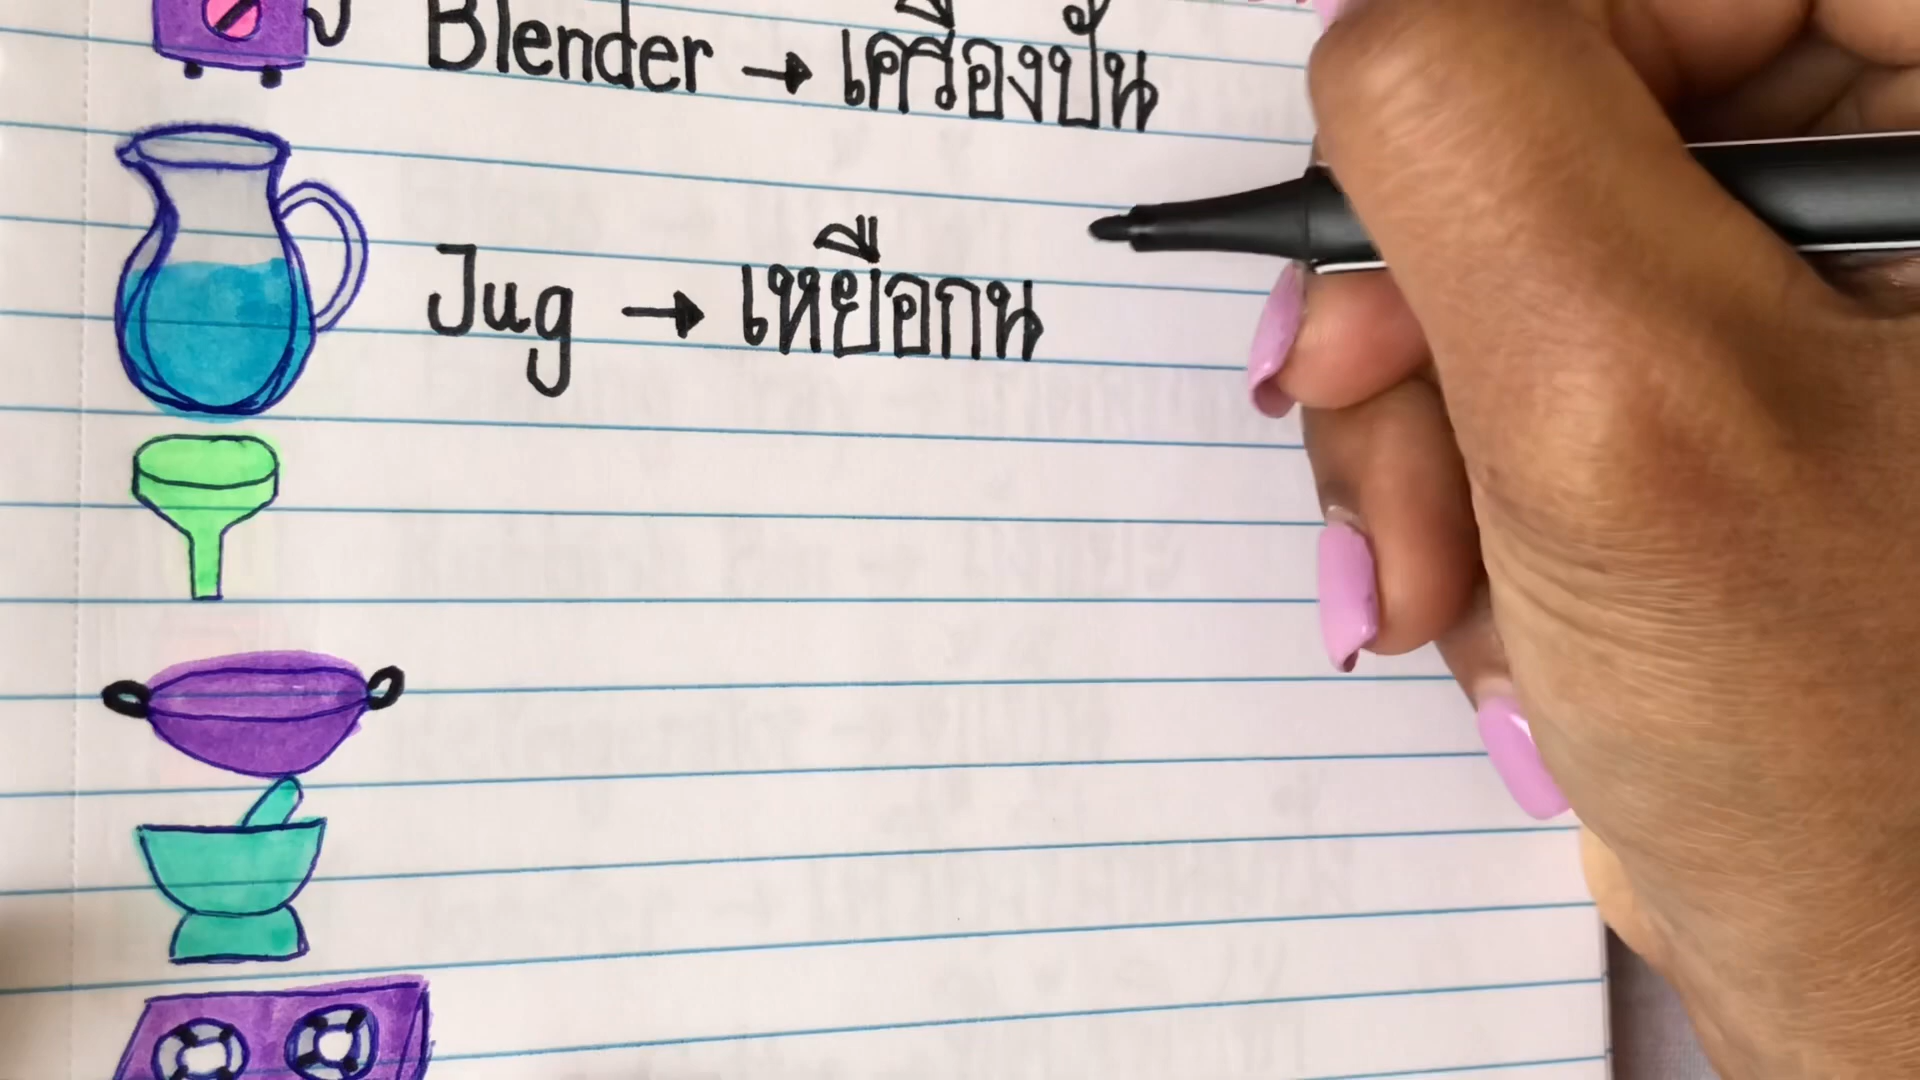 Blender → เครื่องปั่น
Jug → เหยือกน